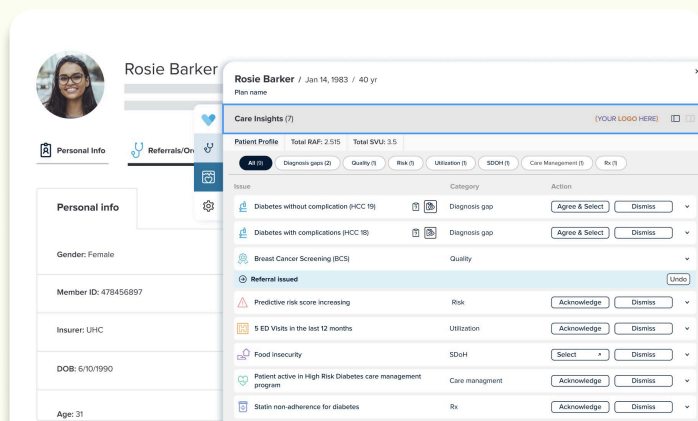 Rosie Barker
Personal Info
Referrals/Or
Personal info
Gender: Female
Member ID: 478456897
Insurer: UHC
DOB: 6/10/1990
Age: 31
Rosie Barker / Jan 14, 1983 / 40 yr
Plan name
Care Insights (7)
(YOUR LOGO HERE)
Patient Profile Total RAF: 2.515 Total SVU: 3.5
All (9) Diagnosis gaps (2) Quality (1) Risk (1) Utilization (1) SDOH (1) Care Management (1) Rx (1)
Issue Category Action
Diabetes without complication (HCC 19) Diagnosis gap Agree & Select Dismiss
Diabetes with complications (HCC 18) Diagnosis gap Agree & Select Dismiss
Breast Cancer Screening (BCS) Quality
Referral issued Undo
Predictive risk score increasing Risk Acknowledge Dismiss
5 ED Visits in the last 12 months Utilization Acknowledge Dismiss
Food insecurity SDoH Select Dismiss
Patient active in High Risk Diabetes care management
program Care managment Acknowledge Dismiss
Statin non-adherence for diabetes Rx Acknowledge Dismiss